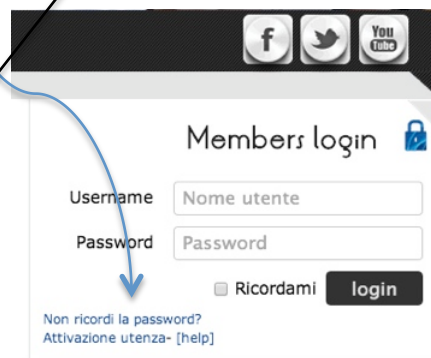 f You Tube
Members login
Username Nome utente
Password Password
Ricordami login
Non ricordi la password?
Attivazione utenza- [help]